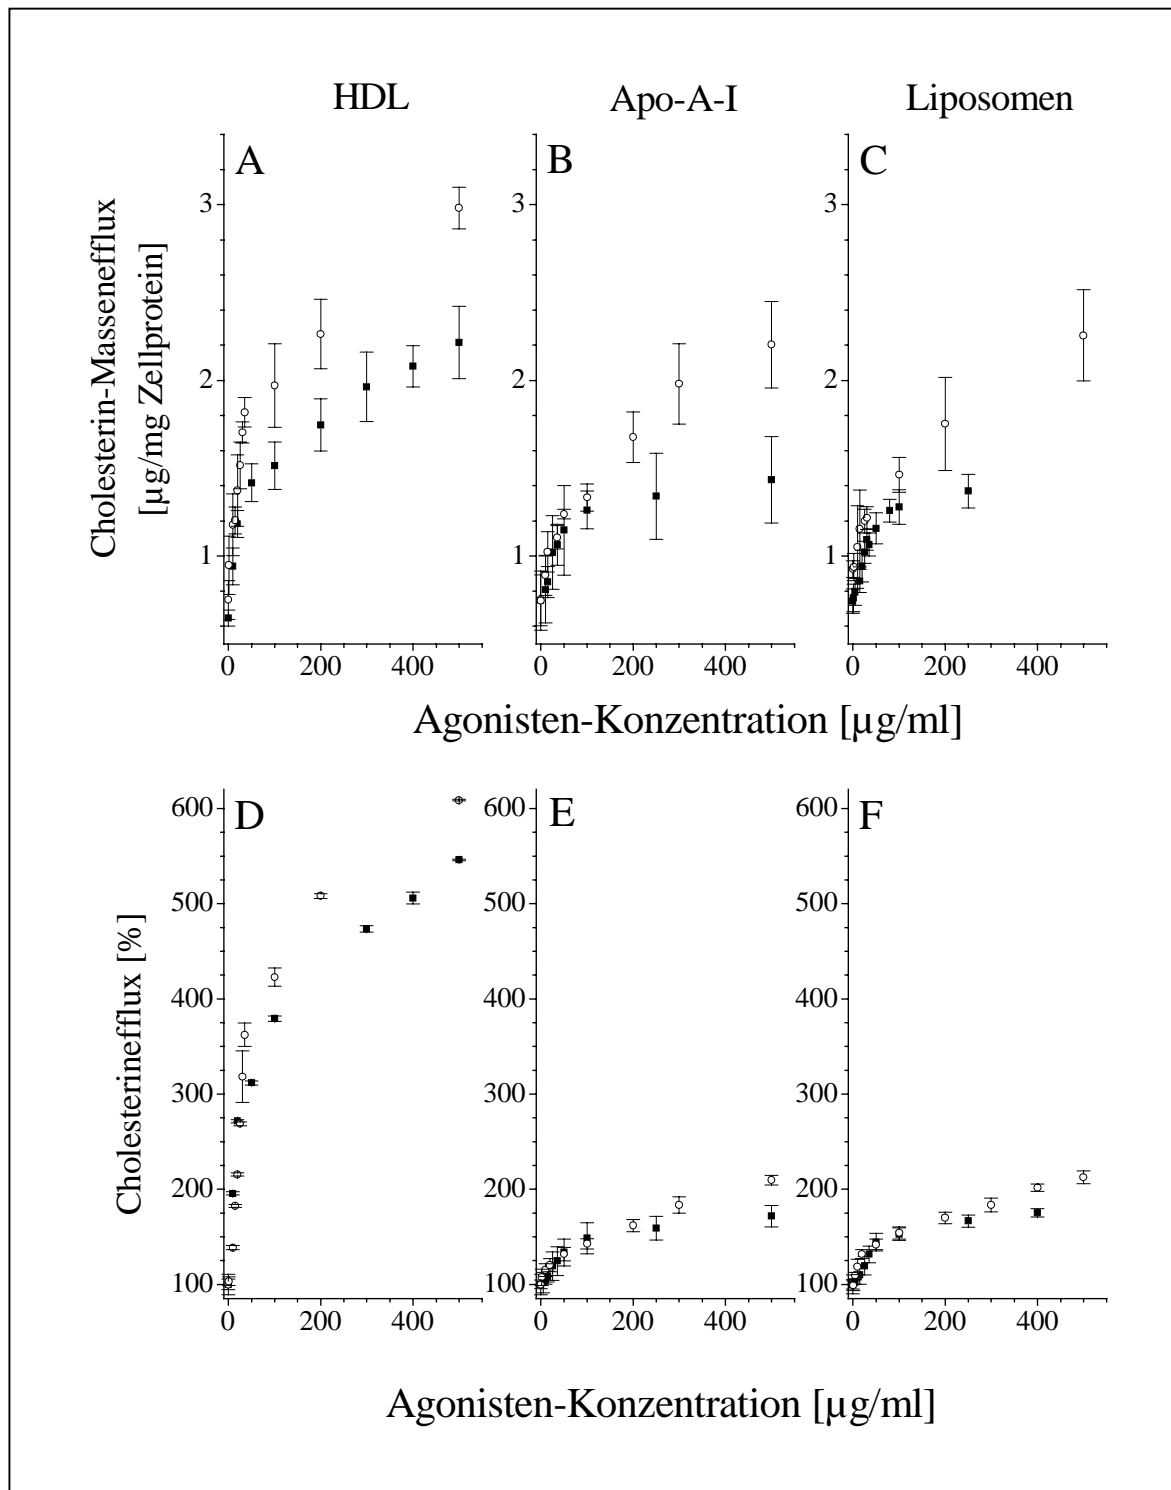 HDL Apo-A-I Liposomen
A B C
Cholesterin-Massenefflux
[µg/mg Zellprotein]
3 3 3
2 2 2
1 1 1
0 200 400 0 200 400 0 200 400
Agonisten-Konzentration [µg/ml]
D E F
Cholesterinefflux [%]
600 600 600
500 500 500
400 400 400
300 300 300
200 200 200
100 100 100
0 200 400 0 200 400 0 200 400
Agonisten-Konzentration [µg/ml]